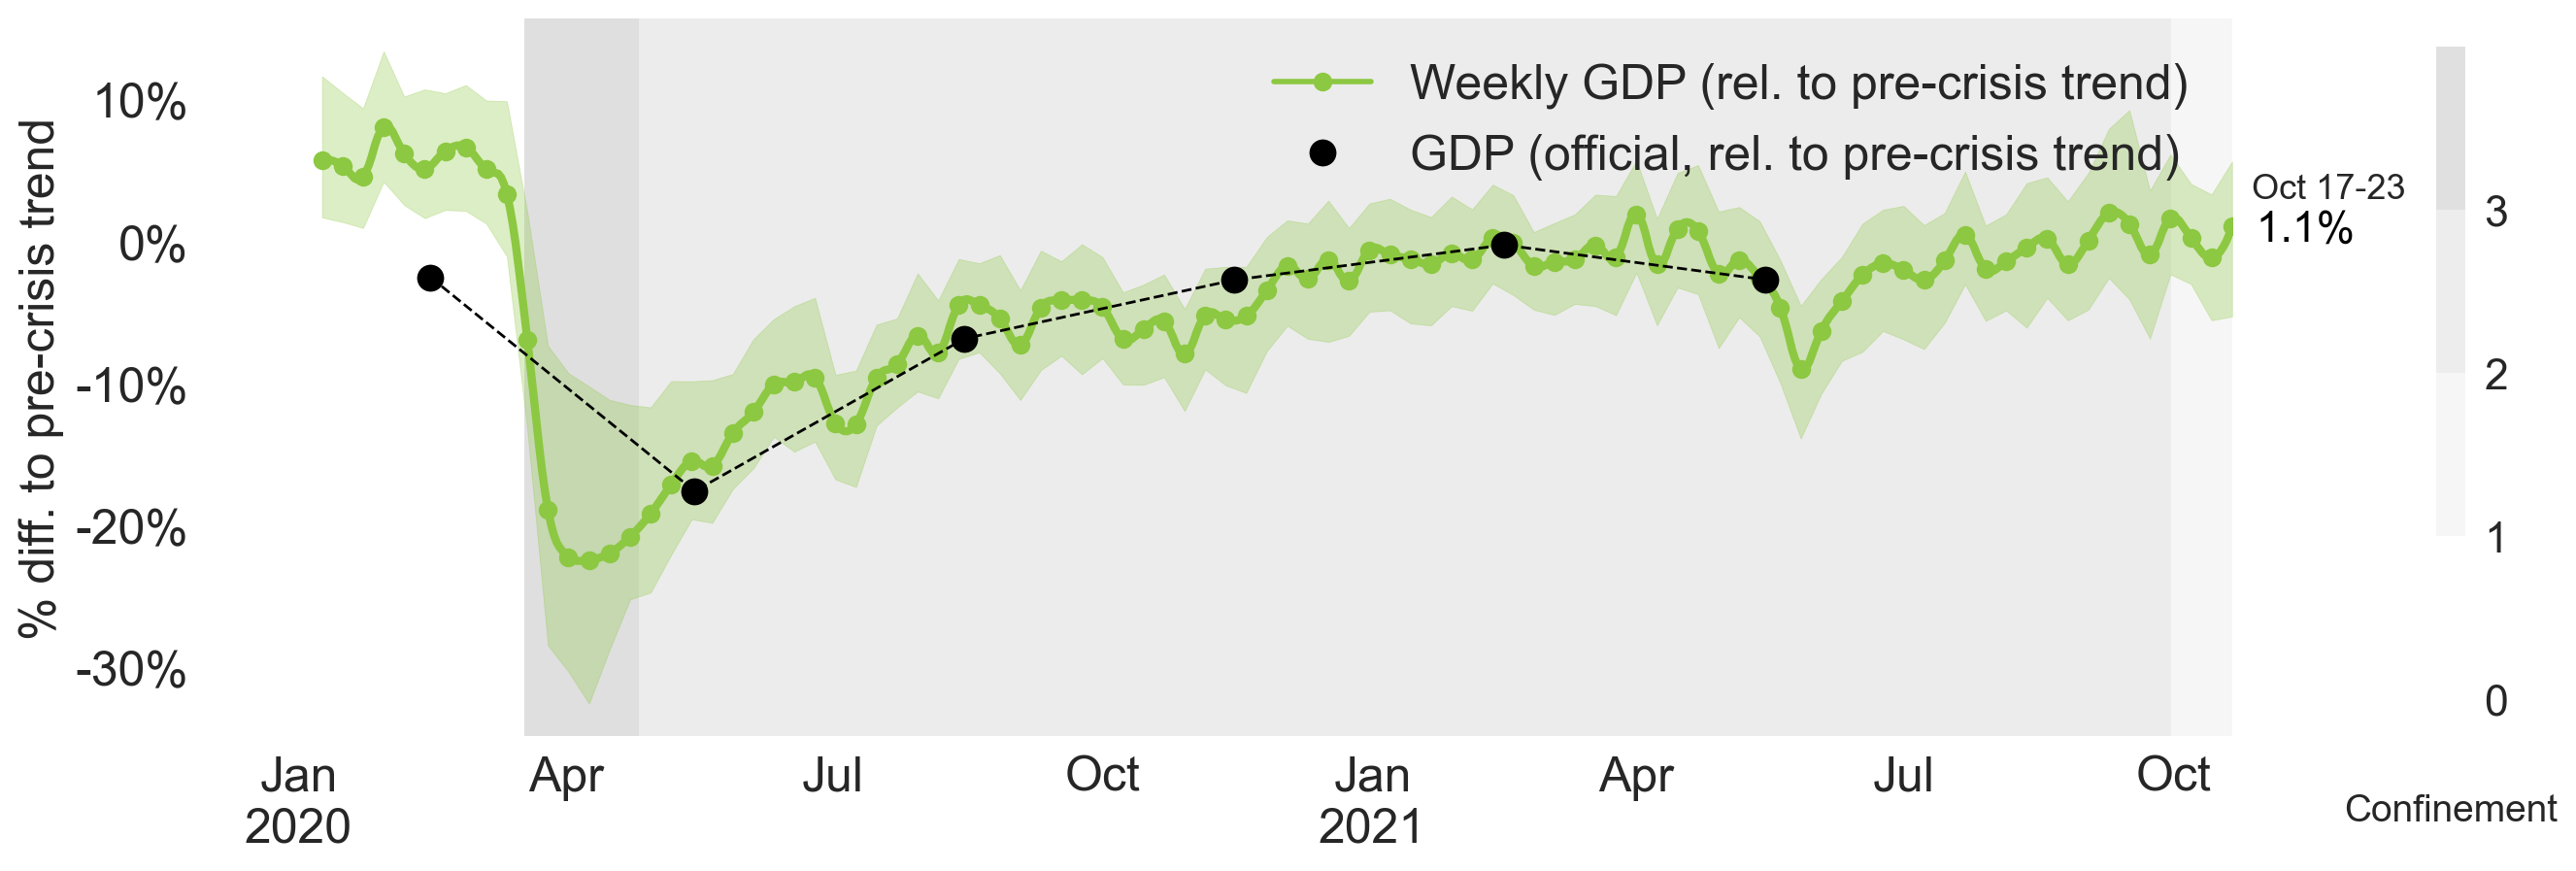 Weekly GDP (rel. to pre-crisis trend)
GDP (official, rel. to pre-crisis trend)
% diff. to pre-crisis trend
10%
0%
-10%
-20%
-30%
Oct 17-23
1.1%
3
2
1
0
Confinement
Jan Apr Jul Oct Jan Apr Jul Oct
2020 2021